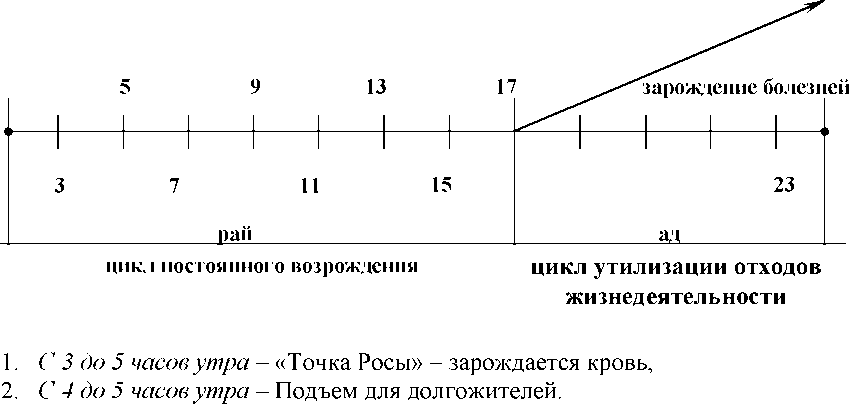 5 9 13 17 зарождение болезней
3 7 11 15 23
рай ад
цикл постоянного возрождения цикл утилизации отходов
жизнедеятельности
1. С 3 до 5 часов утра – «Точка Росы» – зарождается кровь,
2. С 4 до 5 часов утра – Подъем для долгожителей.